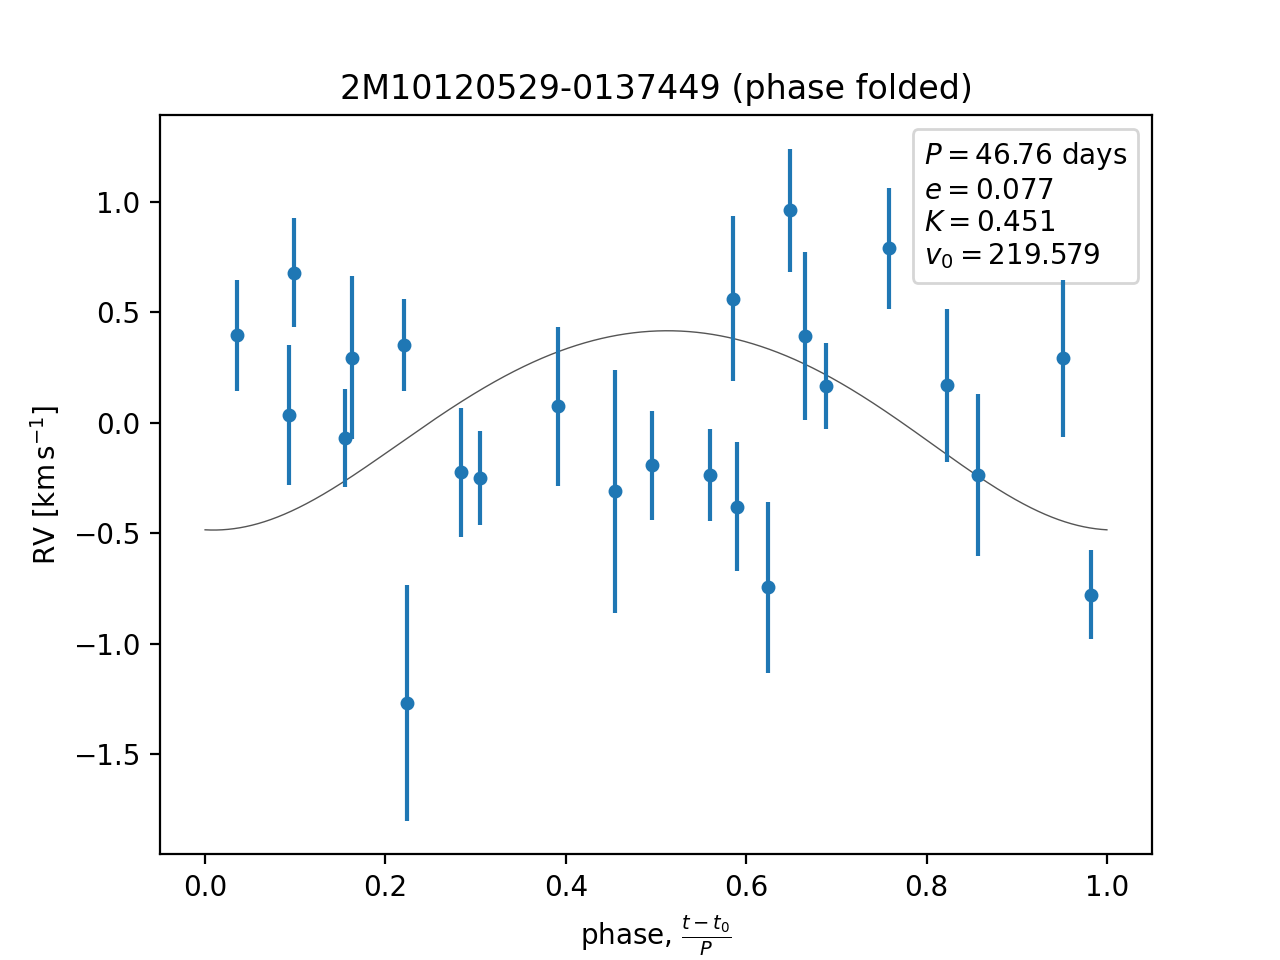 2M10120529-0137449 (phase folded)
P = 46.76 days
e = 0.077
K = 0.451
v₀ = 219.579
RV [km s⁻¹]
1.0
0.5
0.0
−0.5
−1.0
−1.5
0.0 0.2 0.4 0.6 0.8 1.0
phase, (t − t₀)/P